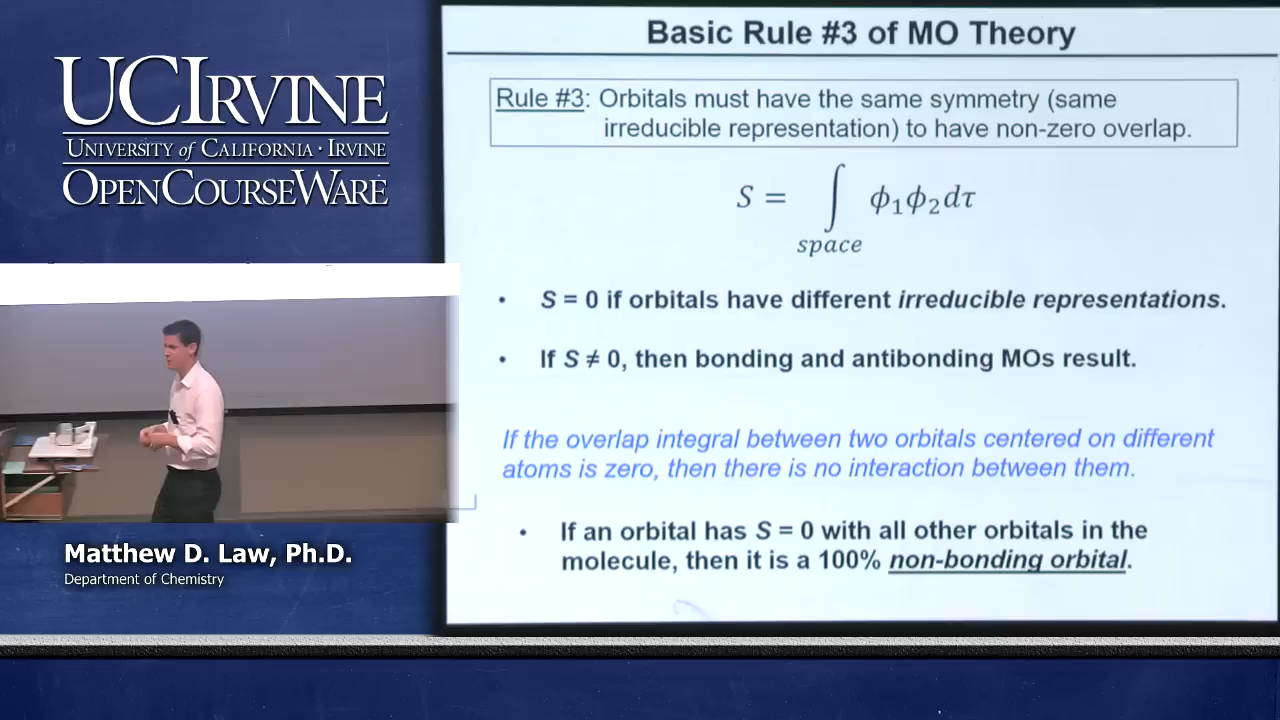 UCIRVINE
UNIVERSITY of CALIFORNIA · IRVINE
OPENCOURSEWARE
Matthew D. Law, Ph.D.
Department of Chemistry
Basic Rule #3 of MO Theory
Rule #3: Orbitals must have the same symmetry (same
irreducible representation) to have non-zero overlap.
S = ∫ ϕ₁ϕ₂dτ
space
• S = 0 if orbitals have different irreducible representations.
• If S ≠ 0, then bonding and antibonding MOs result.
If the overlap integral between two orbitals centered on different
atoms is zero, then there is no interaction between them.
• If an orbital has S = 0 with all other orbitals in the
molecule, then it is a 100% non-bonding orbital.